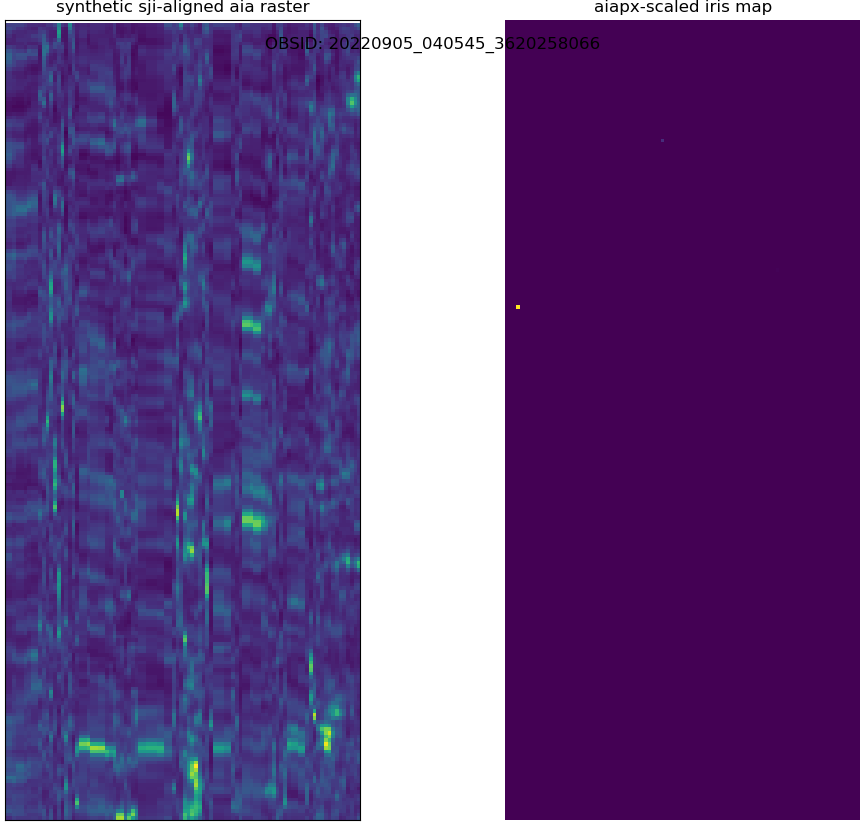 synthetic sji-aligned aia raster
aiapx-scaled iris map
OBSID: 20220905_040545_3620258066